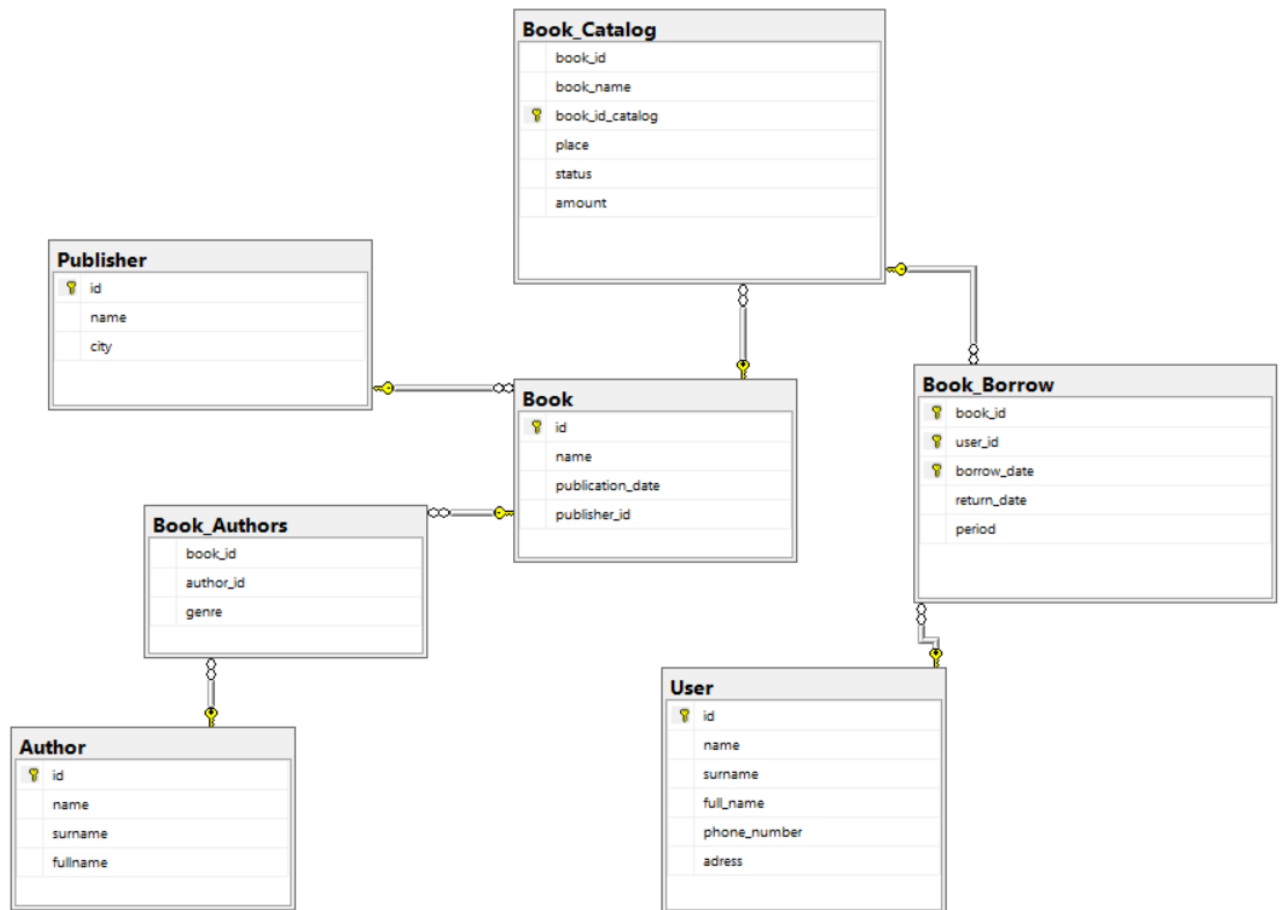 Book_Catalog
book_id
book_name
book_id_catalog
place
status
amount
Publisher
id
name
city
Book
id
name
publication_date
publisher_id
Book_Borrow
book_id
user_id
borrow_date
return_date
period
Book_Authors
book_id
author_id
genre
User
id
name
surname
full_name
phone_number
adress
Author
id
name
surname
fullname